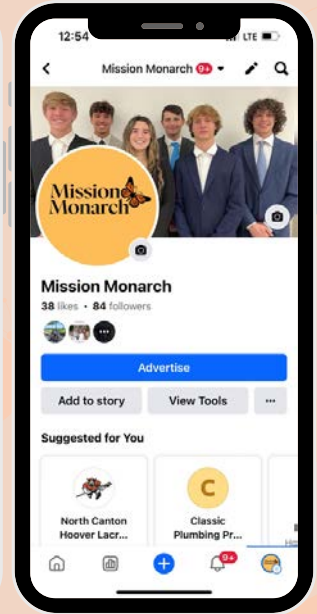 12:54
LTE
Mission Monarch 9+
Mission
Monarch
Mission Monarch
38 likes • 84 followers
Advertise
Add to story
View Tools
Suggested for You
North Canton
Hoover Lacr...
C
Classic
Plumbing Pr...
9+